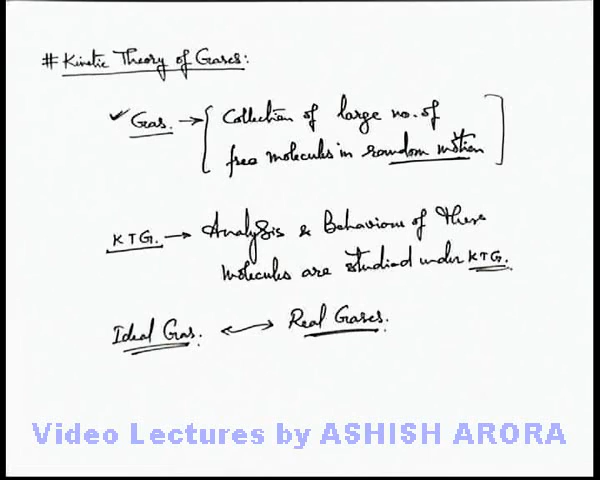 # Kinetic Theory of Gases:
✓ Gas. → { Collection of large no. of
free molecules in random motion ]
KTG. → Analysis & Behaviour of these
molecules are studied under KTG.
Ideal Gas. ↔ Real Gases.
Video Lectures by ASHISH ARORA